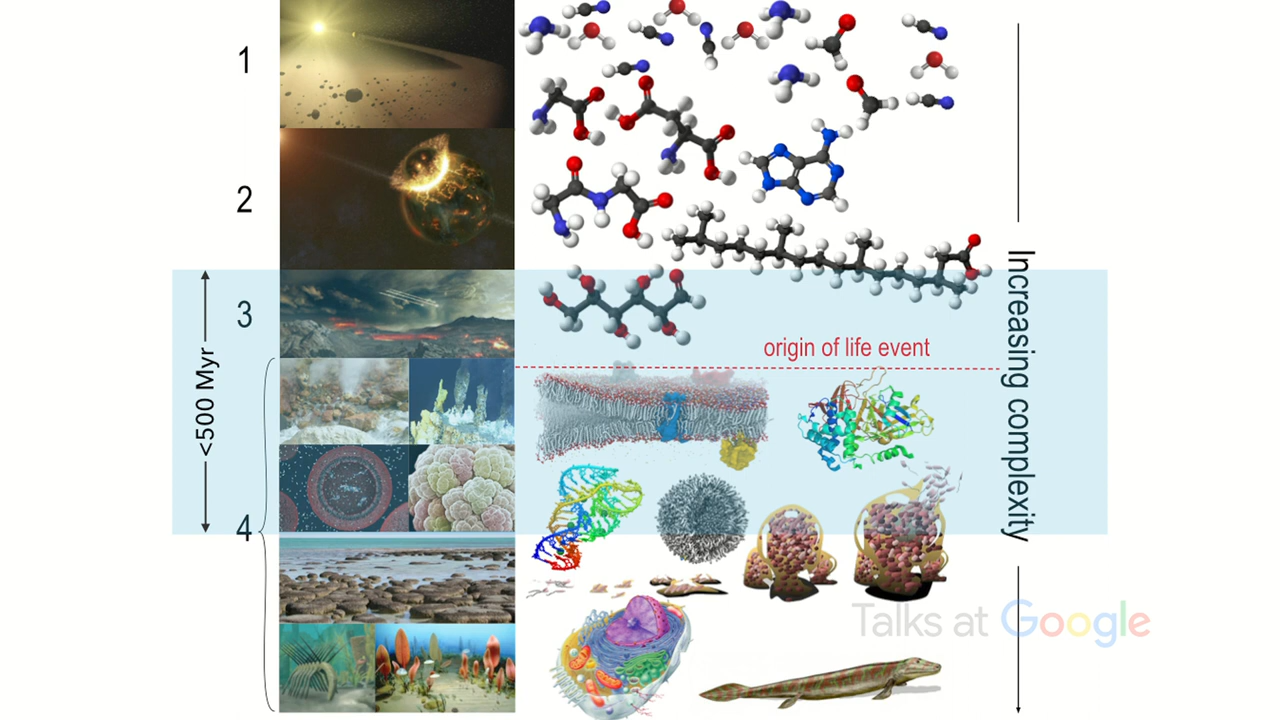 1
2
3
4
<500 Myr
origin of life event
Increasing complexity
Talks at Google